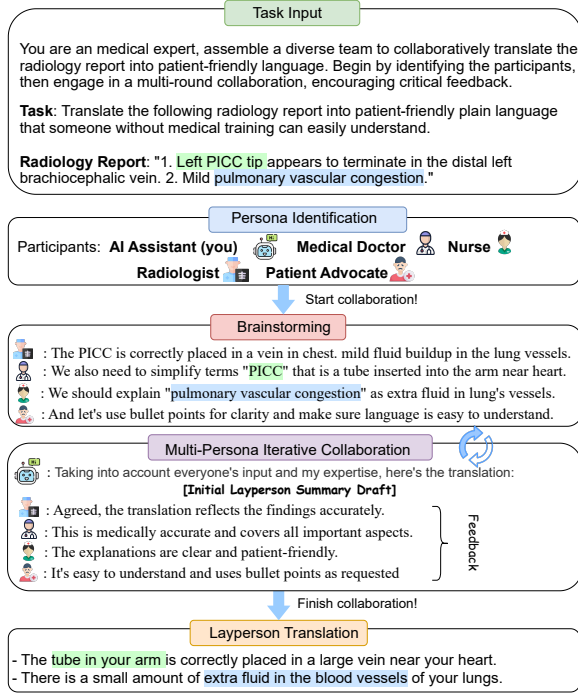 Task Input
You are an medical expert, assemble a diverse team to collaboratively translate the
radiology report into patient-friendly language. Begin by identifying the participants,
then engage in a multi-round collaboration, encouraging critical feedback.
Task: Translate the following radiology report into patient-friendly plain language
that someone without medical training can easily understand.
Radiology Report: "1. Left PICC tip appears to terminate in the distal left
brachiocephalic vein. 2. Mild pulmonary vascular congestion."
Persona Identification
Participants: AI Assistant (you) Hi Medical Doctor Nurse
Radiologist Patient Advocate
Start collaboration!
Brainstorming
: The PICC is correctly placed in a vein in chest. mild fluid buildup in the lung vessels.
: We also need to simplify terms "PICC" that is a tube inserted into the arm near heart.
: We should explain "pulmonary vascular congestion" as extra fluid in lung's vessels.
: And let's use bullet points for clarity and make sure language is easy to understand.
Multi-Persona Iterative Collaboration
Hi : Taking into account everyone's input and my expertise, here's the translation:
[Initial Layperson Summary Draft]
: Agreed, the translation reflects the findings accurately.
: This is medically accurate and covers all important aspects.
: The explanations are clear and patient-friendly.
: It's easy to understand and uses bullet points as requested
Feedback
Finish collaboration!
Layperson Translation
- The tube in your arm is correctly placed in a large vein near your heart.
- There is a small amount of extra fluid in the blood vessels of your lungs.